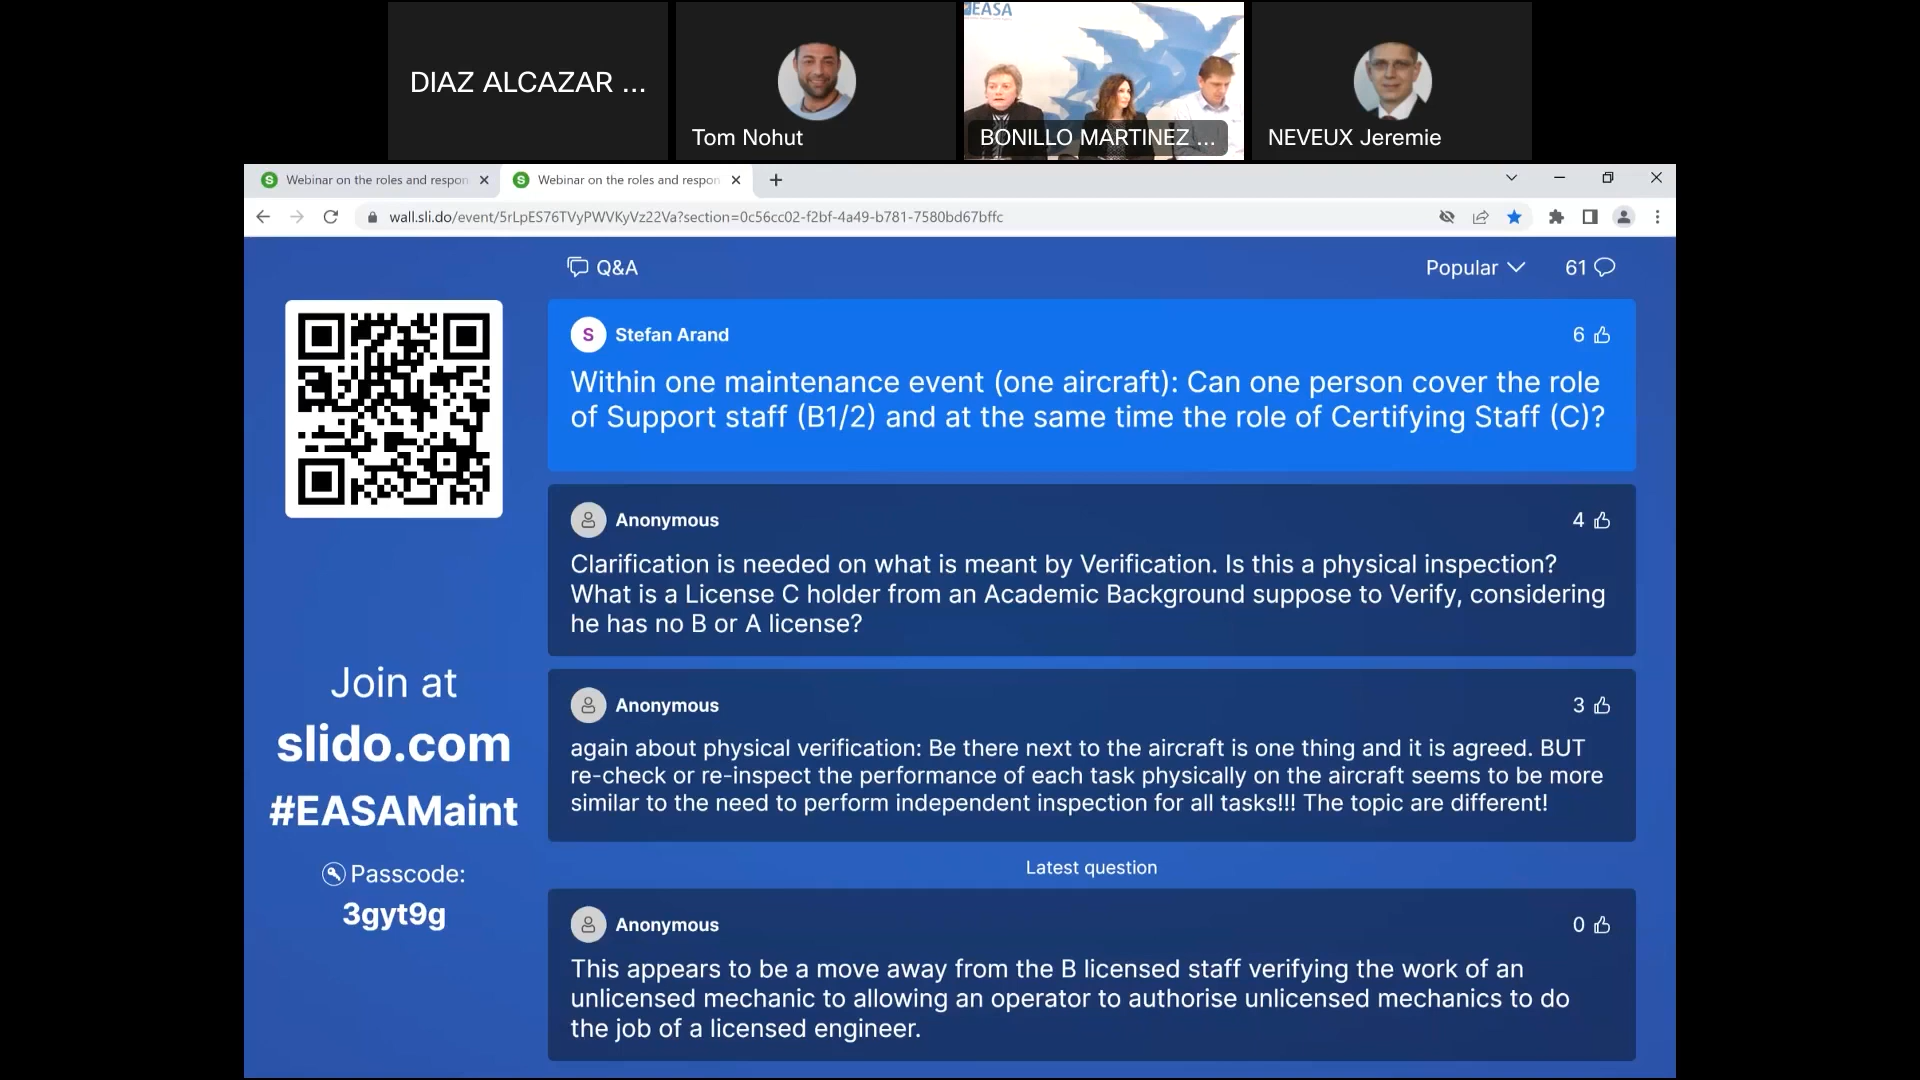 DIAZ ALCAZAR ...
Tom Nohut
EASA
BONILLO MARTINEZ ...
NEVEUX Jeremie
Webinar on the roles and respon
Webinar on the roles and respon
wall.sli.do/event/5rLpES76TVyPWVKyVz22Va?section=0c56cc02-f2bf-4a49-b781-7580bd67bffc
Q&A
Popular
61
S
Stefan Arand
6
Within one maintenance event (one aircraft): Can one person cover the role
of Support staff (B1/2) and at the same time the role of Certifying Staff (C)?
Anonymous
4
Clarification is needed on what is meant by Verification. Is this a physical inspection?
What is a License C holder from an Academic Background suppose to Verify, considering
he has no B or A license?
Anonymous
3
again about physical verification: Be there next to the aircraft is one thing and it is agreed. BUT
re-check or re-inspect the performance of each task physically on the aircraft seems to be more
similar to the need to perform independent inspection for all tasks!!! The topic are different!
Latest question
Anonymous
0
This appears to be a move away from the B licensed staff verifying the work of an
unlicensed mechanic to allowing an operator to authorise unlicensed mechanics to do
the job of a licensed engineer.
Join at
slido.com
#EASAMaint
Passcode:
3gyt9g